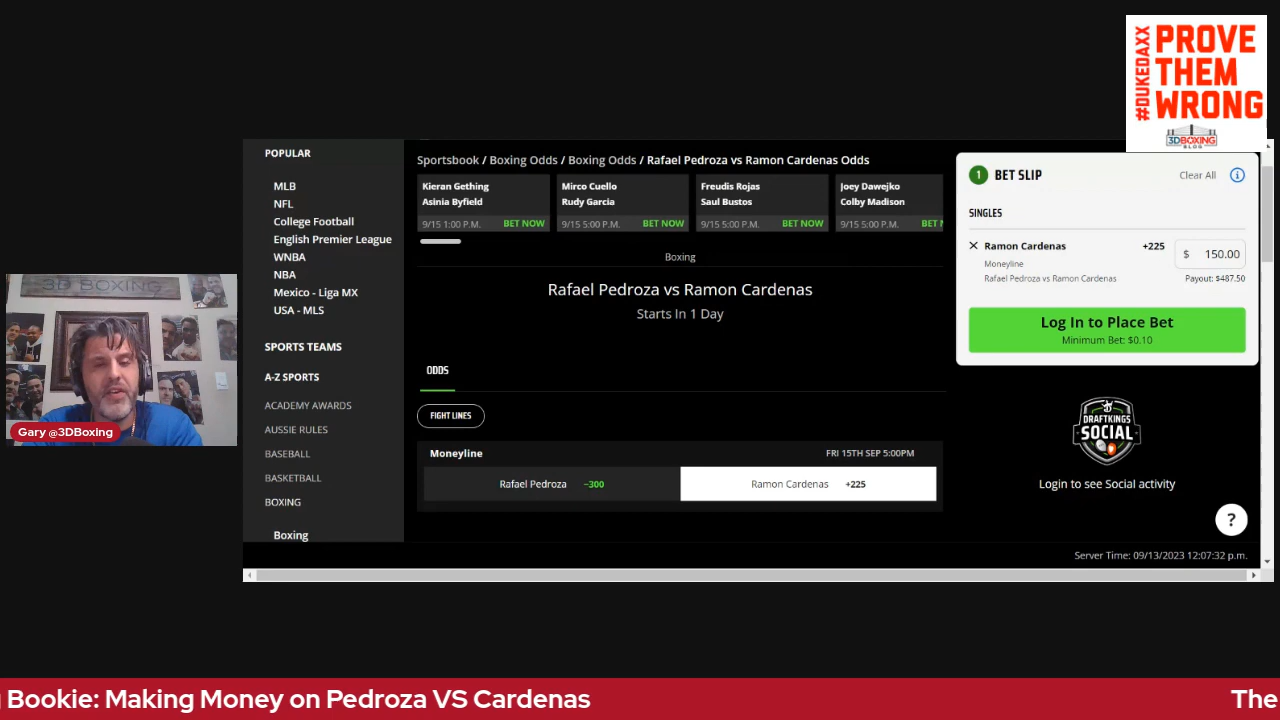 #DUKEDAXX
PROVE
THEM
WRONG
3DBOXING
BLOG
POPULAR
MLB
NFL
College Football
English Premier League
WNBA
NBA
Mexico - Liga MX
USA - MLS
SPORTS TEAMS
A-Z SPORTS
ACADEMY AWARDS
AUSSIE RULES
BASEBALL
BASKETBALL
BOXING
Boxing
Sportsbook / Boxing Odds / Boxing Odds / Rafael Pedroza vs Ramon Cardenas Odds
Kieran Gething
Asinia Byfield
9/15 1:00 P.M. BET NOW
Mirco Cuello
Rudy Garcia
9/15 5:00 P.M. BET NOW
Freudis Rojas
Saul Bustos
9/15 5:00 P.M. BET NOW
Joey Dawejko
Colby Madison
9/15 5:00 P.M. BET N
Boxing
Rafael Pedroza vs Ramon Cardenas
Starts In 1 Day
ODDS
FIGHT LINES
Moneyline FRI 15TH SEP 5:00PM
Rafael Pedroza −300 Ramon Cardenas +225
1 BET SLIP Clear All i
SINGLES
Ramon Cardenas +225 $ 150.00
Moneyline
Rafael Pedroza vs Ramon Cardenas Payout: $487.50
Log In to Place Bet
Minimum Bet: $0.10
DRAFTKINGS
SOCIAL
Login to see Social activity
?
Server Time: 09/13/2023 12:07:32 p.m.
3D BOXING
Gary @3DBoxing
Bookie: Making Money on Pedroza VS Cardenas The